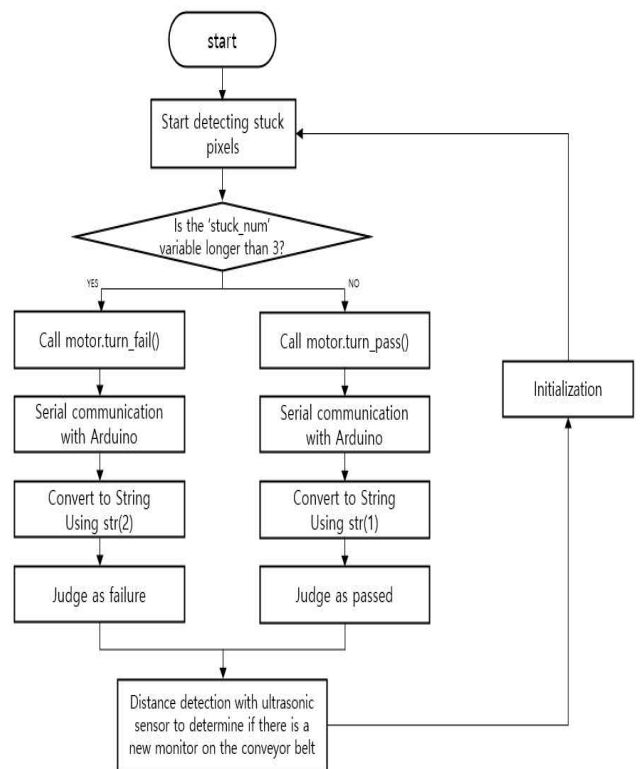 start
Start detecting stuck
pixels
Is the 'stuck_num'
variable longer than 3?
YES
NO
Call motor.turn_fail()
Call motor.turn_pass()
Initialization
Serial communication
with Arduino
Serial communication
with Arduino
Convert to String
Using str(2)
Convert to String
Using str(1)
Judge as failure
Judge as passed
Distance detection with ultrasonic
sensor to determine if there is a
new monitor on the conveyor belt